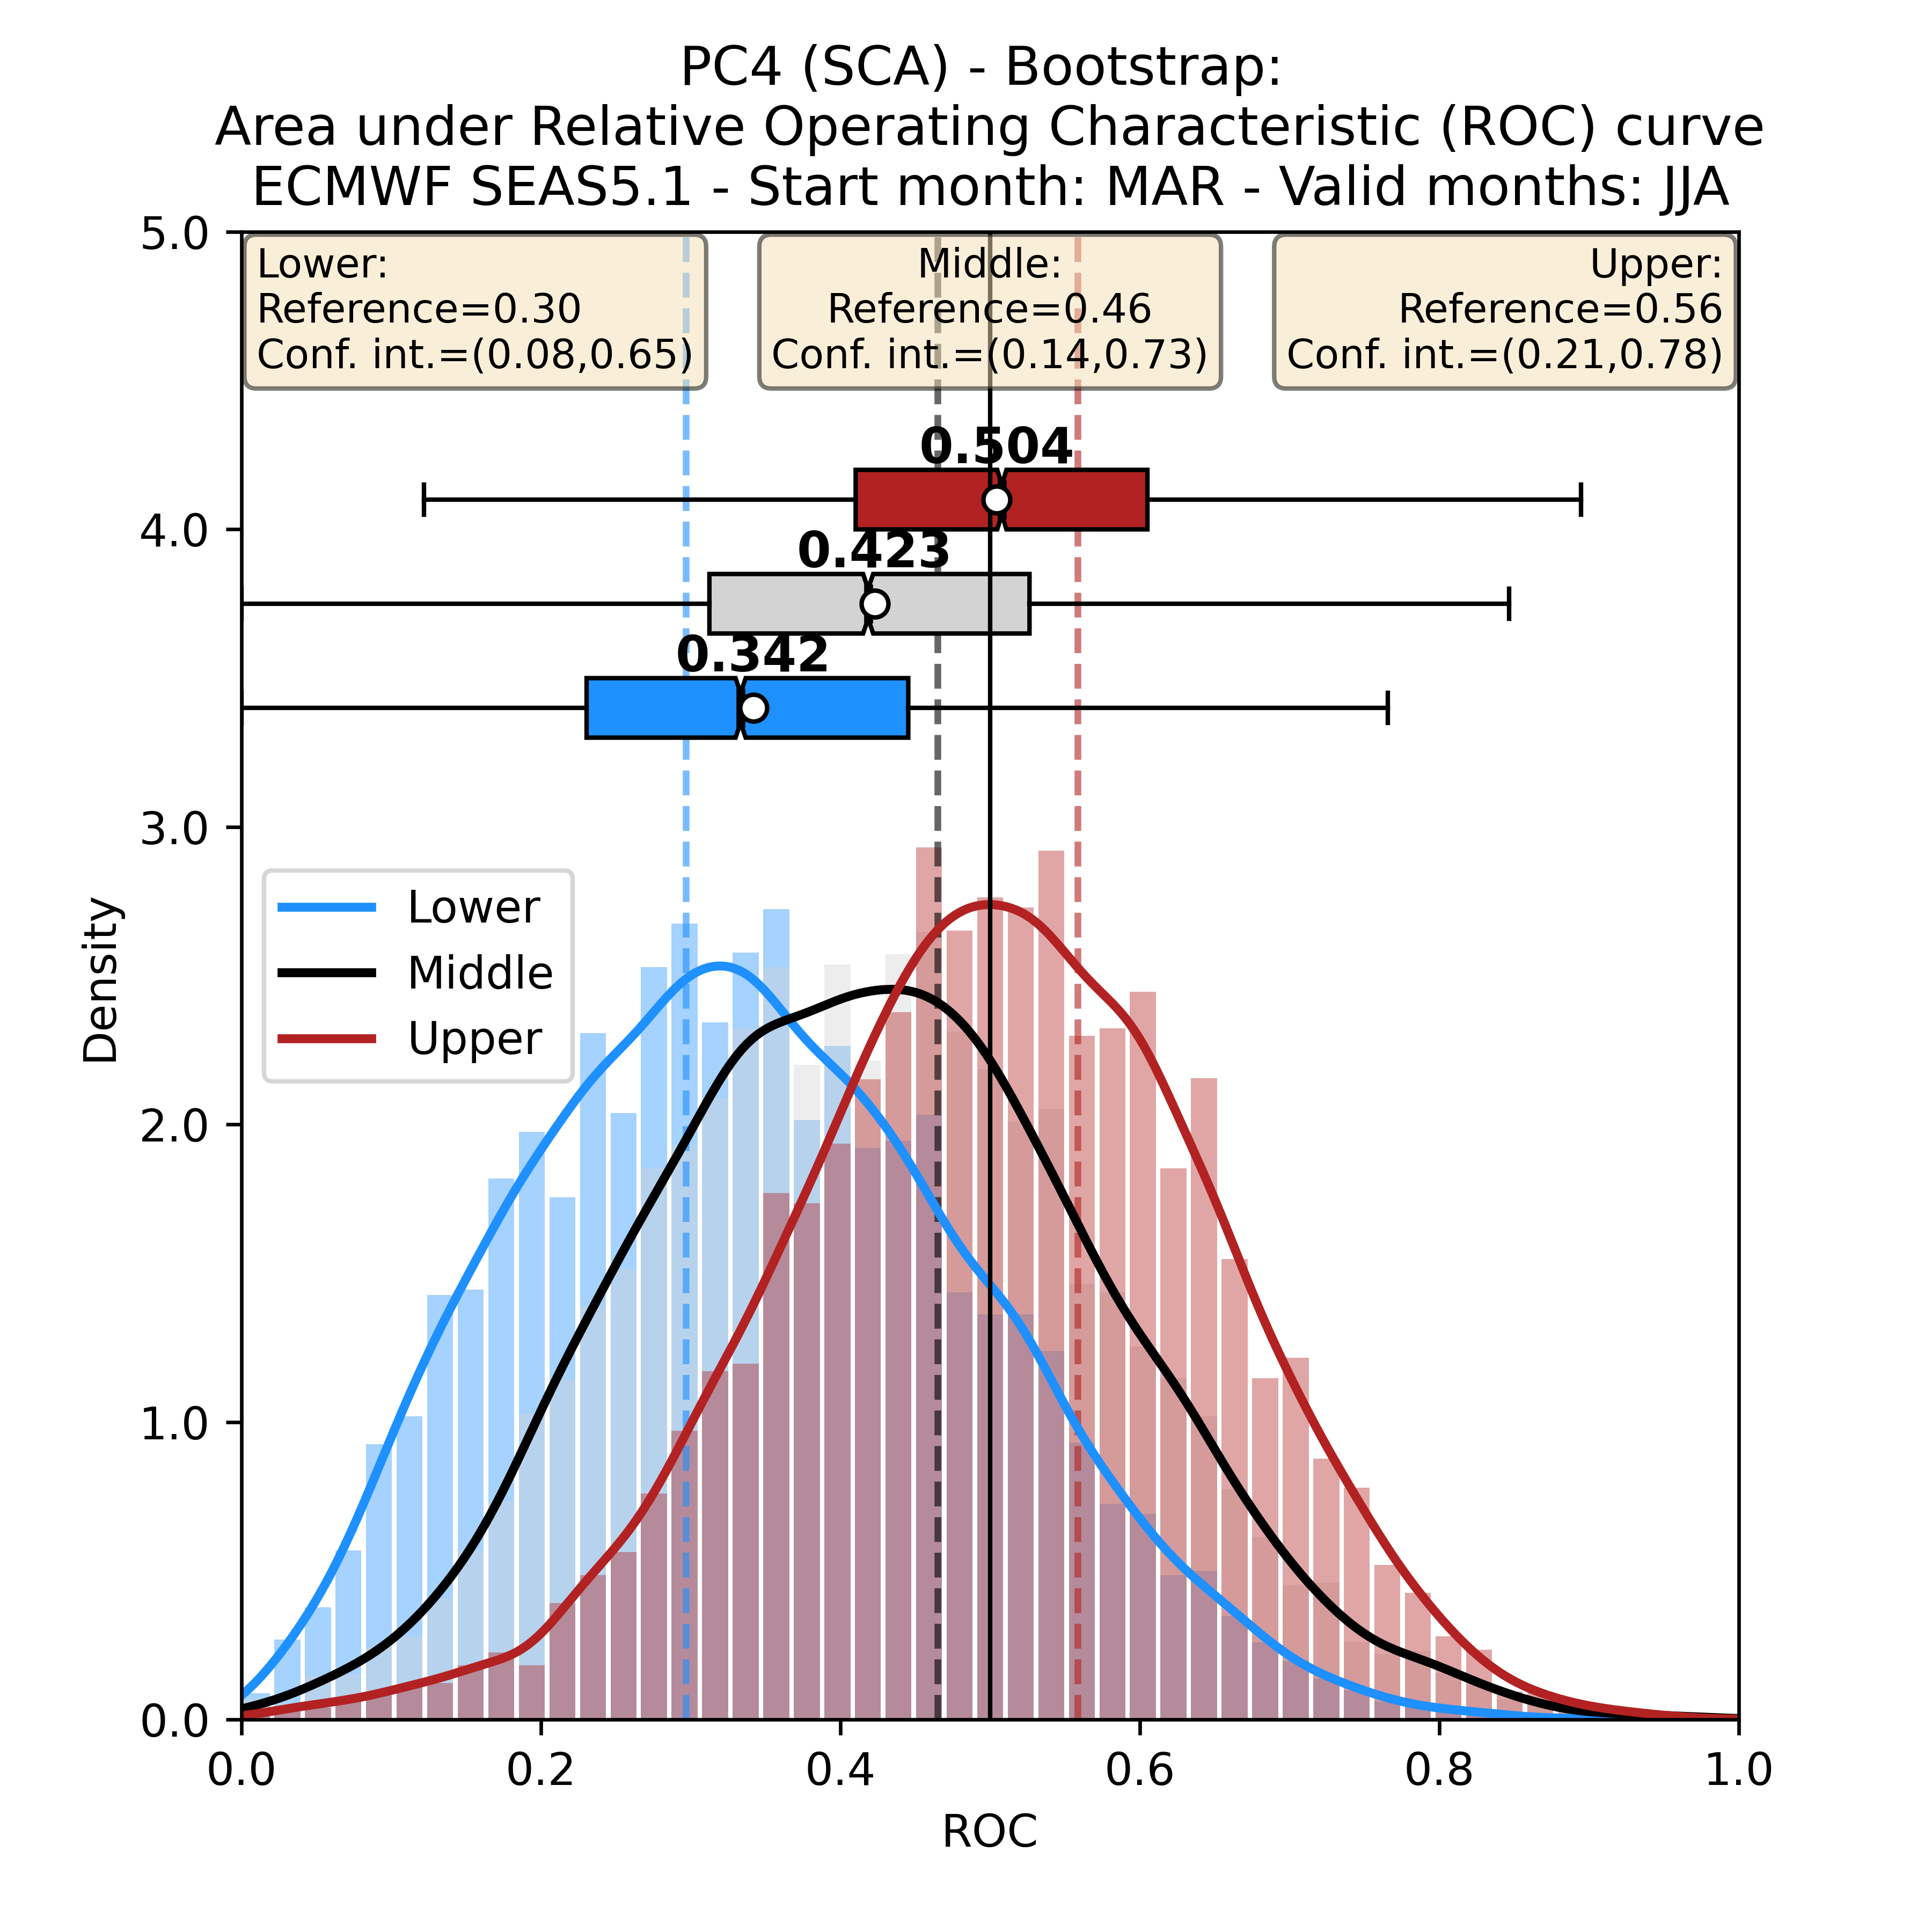 PC4 (SCA) - Bootstrap:
Area under Relative Operating Characteristic (ROC) curve
ECMWF SEAS5.1 - Start month: MAR - Valid months: JJA
Lower:
Reference=0.30
Conf. int.=(0.08,0.65)
Middle:
Reference=0.46
Conf. int.=(0.14,0.73)
Upper:
Reference=0.56
Conf. int.=(0.21,0.78)
0.504
0.423
0.342
Lower
Middle
Upper
Density
5.0
4.0
3.0
2.0
1.0
0.0
0.0 0.2 0.4 0.6 0.8 1.0
ROC